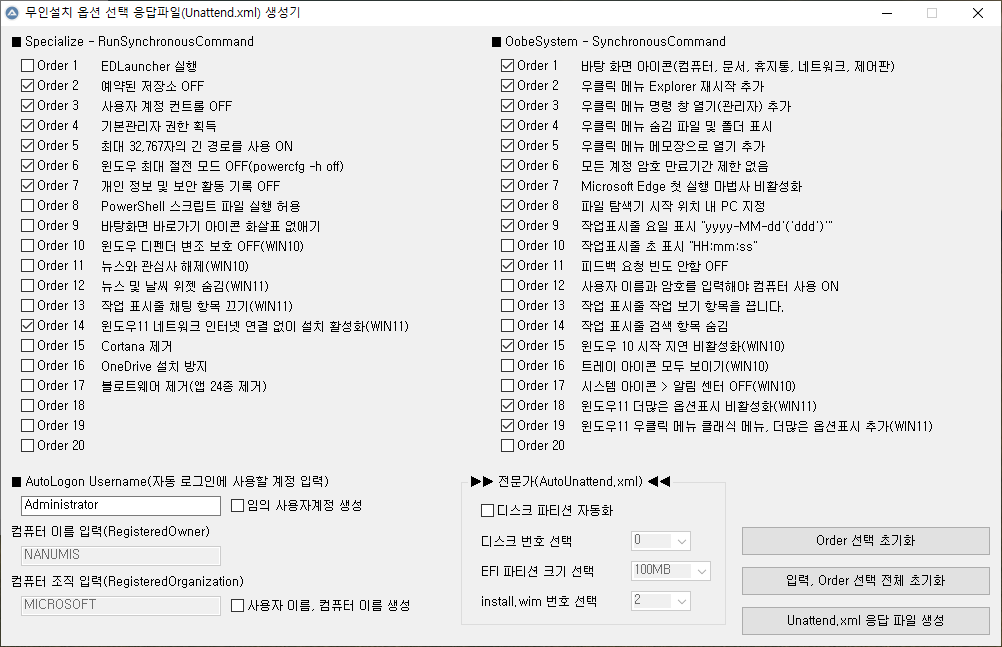 무인설치 옵션 선택 응답파일(Unattend.xml) 생성기
■ Specialize - RunSynchronousCommand
Order 1 EDLauncher 실행
Order 2 예약된 저장소 OFF
Order 3 사용자 계정 컨트롤 OFF
Order 4 기본관리자 권한 획득
Order 5 최대 32,767자의 긴 경로를 사용 ON
Order 6 윈도우 최대 절전 모드 OFF(powercfg -h off)
Order 7 개인 정보 및 보안 활동 기록 OFF
Order 8 PowerShell 스크립트 파일 실행 허용
Order 9 바탕화면 바로가기 아이콘 화살표 없애기
Order 10 윈도우 디펜더 변조 보호 OFF(WIN10)
Order 11 뉴스와 관심사 해제(WIN10)
Order 12 뉴스 및 날씨 위젯 숨김(WIN11)
Order 13 작업 표시줄 채팅 항목 끄기(WIN11)
Order 14 윈도우11 네트워크 인터넷 연결 없이 설치 활성화(WIN11)
Order 15 Cortana 제거
Order 16 OneDrive 설치 방지
Order 17 블로트웨어 제거(앱 24종 제거)
Order 18
Order 19
Order 20
■ OobeSystem - SynchronousCommand
Order 1 바탕 화면 아이콘(컴퓨터, 문서, 휴지통, 네트워크, 제어판)
Order 2 우클릭 메뉴 Explorer 재시작 추가
Order 3 우클릭 메뉴 명령 창 열기(관리자) 추가
Order 4 우클릭 메뉴 숨김 파일 및 폴더 표시
Order 5 우클릭 메뉴 메모장으로 열기 추가
Order 6 모든 계정 암호 만료기간 제한 없음
Order 7 Microsoft Edge 첫 실행 마법사 비활성화
Order 8 파일 탐색기 시작 위치 내 PC 지정
Order 9 작업표시줄 요일 표시 "yyyy-MM-dd'('ddd')'"
Order 10 작업표시줄 초 표시 "HH:mm:ss"
Order 11 피드백 요청 빈도 안함 OFF
Order 12 사용자 이름과 암호를 입력해야 컴퓨터 사용 ON
Order 13 작업 표시줄 작업 보기 항목을 끕니다.
Order 14 작업 표시줄 검색 항목 숨김
Order 15 윈도우 10 시작 지연 비활성화(WIN10)
Order 16 트레이 아이콘 모두 보이기(WIN10)
Order 17 시스템 아이콘 > 알림 센터 OFF(WIN10)
Order 18 윈도우11 더많은 옵션표시 비활성화(WIN11)
Order 19 윈도우11 우클릭 메뉴 클래식 메뉴, 더많은 옵션표시 추가(WIN11)
Order 20
■ AutoLogon Username(자동 로그인에 사용할 계정 입력)
Administrator 임의 사용자계정 생성
컴퓨터 이름 입력(RegisteredOwner)
NANUMIS
컴퓨터 조직 입력(RegisteredOrganization)
MICROSOFT 사용자 이름, 컴퓨터 이름 생성
▶▶ 전문가(AutoUnattend.xml) ◀◀
디스크 파티션 자동화
디스크 번호 선택 0
EFI 파티션 크기 선택 100MB
install.wim 번호 선택 2
Order 선택 초기화
입력, Order 선택 전체 초기화
Unattend.xml 응답 파일 생성